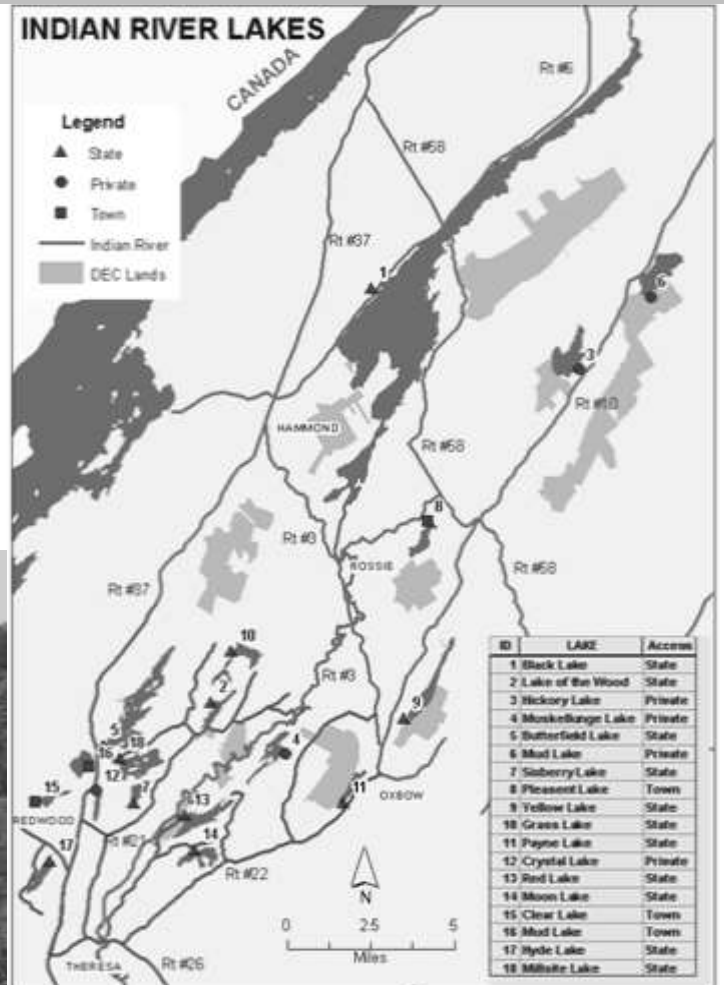 INDIAN RIVER LAKES
CANADA
Legend
State
Private
Town
Indian River
DEC Lands
Rt #6
Rt #58
Rt #37
1
6
3
Rt #10
HAMMOND
Rt #58
8
Rt #3
ROSSIE
Rt #58
Rt #37
10
2
Rt #3
9
5
18
16
4
12
7
15
13
11
OXBOW
REDWOOD
14
17
Rt #22
N
0 2.5 5
Miles
THERESA
Rt #26
ID LAKE Access
1 Black Lake State
2 Lake of the Wood State
3 Hickory Lake Private
4 Muskellunge Lake Private
5 Butterfield Lake State
6 Mud Lake Private
7 Sixberry Lake State
8 Pleasent Lake Town
9 Yellow Lake State
10 Grass Lake State
11 Payne Lake State
12 Crystal Lake Private
13 Red Lake State
14 Moon Lake State
15 Clear Lake Town
16 Mud Lake Town
17 Hyde Lake State
18 Millsite Lake State